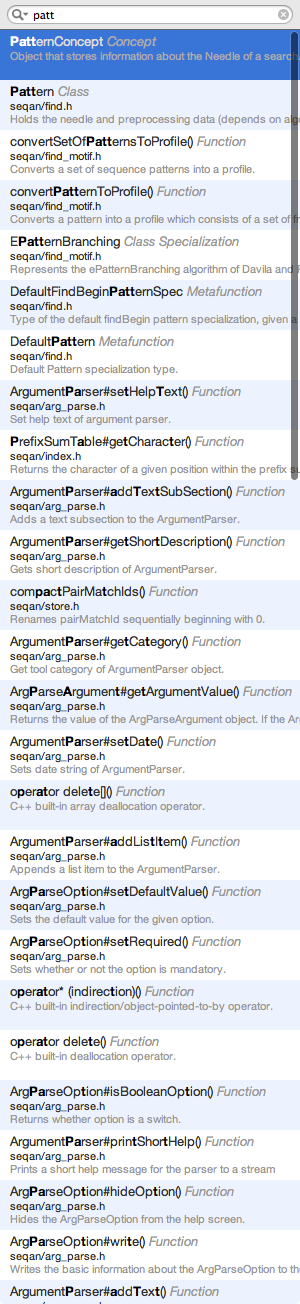 patt
PatternConcept Concept
Object that stores information about the Needle of a search
Pattern Class
seqan/find.h
Holds the needle and preprocessing data (depends on algo
convertSetOfPatternsToProfile() Function
seqan/find_motif.h
Converts a set of sequence patterns into a profile.
convertPatternToProfile() Function
seqan/find_motif.h
Converts a pattern into a profile which consists of a set of fr
EPatternBranching Class Specialization
seqan/find_motif.h
Represents the ePatternBranching algorithm of Davila and
DefaultFindBeginPatternSpec Metafunction
seqan/find.h
Type of the default findBegin pattern specialization, given a
DefaultPattern Metafunction
seqan/find.h
Default Pattern specialization type.
ArgumentParser#setHelpText() Function
seqan/arg_parse.h
Set help text of argument parser.
PrefixSumTable#getCharacter() Function
seqan/index.h
Returns the character of a given position within the prefix su
ArgumentParser#addTextSubSection() Function
seqan/arg_parse.h
Adds a text subsection to the ArgumentParser.
ArgumentParser#getShortDescription() Function
seqan/arg_parse.h
Gets short description of ArgumentParser.
compactPairMatchIds() Function
seqan/store.h
Renames pairMatchId sequentially beginning with 0.
ArgumentParser#getCategory() Function
seqan/arg_parse.h
Get tool category of ArgumentParser object.
ArgParseArgument#getArgumentValue() Function
seqan/arg_parse.h
Returns the value of the ArgParseArgument object. If the Ar
ArgumentParser#setDate() Function
seqan/arg_parse.h
Sets date string of ArgumentParser.
operator delete[]() Function
C++ built-in array deallocation operator.
ArgumentParser#addListItem() Function
seqan/arg_parse.h
Appends a list item to the ArgumentParser.
ArgParseOption#setDefaultValue() Function
seqan/arg_parse.h
Sets the default value for the given option.
ArgParseOption#setRequired() Function
seqan/arg_parse.h
Sets whether or not the option is mandatory.
operator* (indirection)() Function
C++ built-in indirection/object-pointed-to-by operator.
operator delete() Function
C++ built-in deallocation operator.
ArgParseOption#isBooleanOption() Function
seqan/arg_parse.h
Returns whether option is a switch.
ArgumentParser#printShortHelp() Function
seqan/arg_parse.h
Prints a short help message for the parser to a stream
ArgParseOption#hideOption() Function
seqan/arg_parse.h
Hides the ArgParseOption from the help screen.
ArgParseOption#write() Function
seqan/arg_parse.h
Writes the basic information about the ArgParseOption to the
ArgumentParser#addText() Function